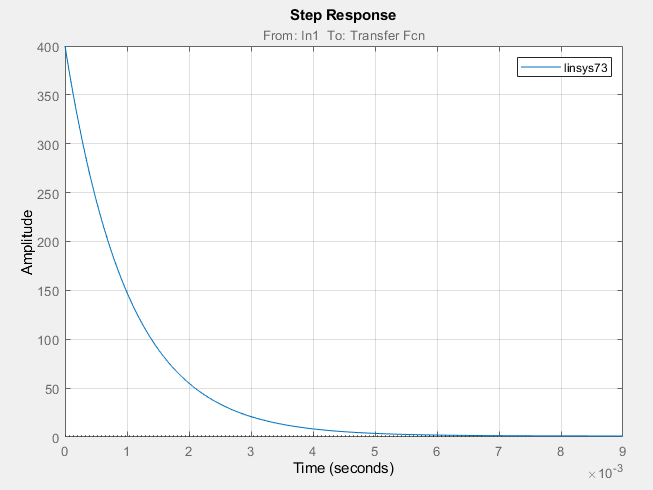 Step Response
From: In1 To: Transfer Fcn
linsys73
Amplitude
400
350
300
250
200
150
100
50
0
0 1 2 3 4 5 6 7 8 9
Time (seconds)
×10-3